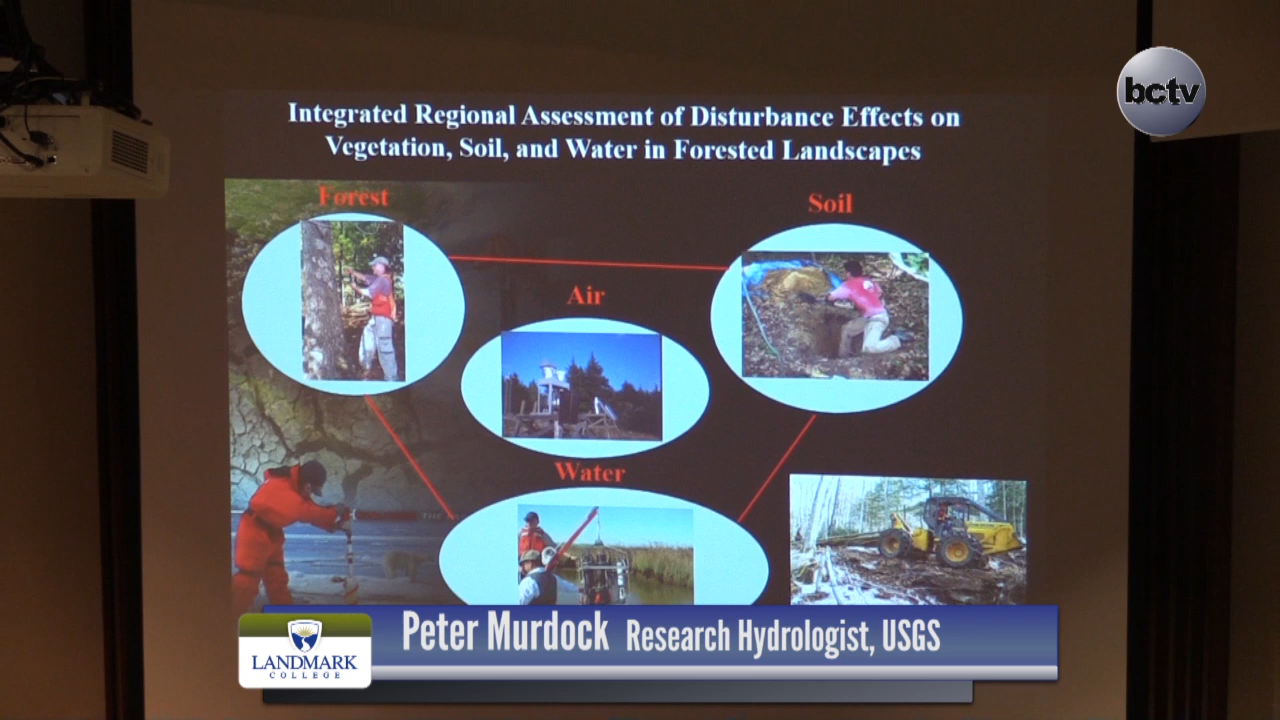 bctv
Integrated Regional Assessment of Disturbance Effects on
Vegetation, Soil, and Water in Forested Landscapes
Forest
Soil
Air
Water
Peter Murdock Research Hydrologist, USGS
LANDMARK
COLLEGE